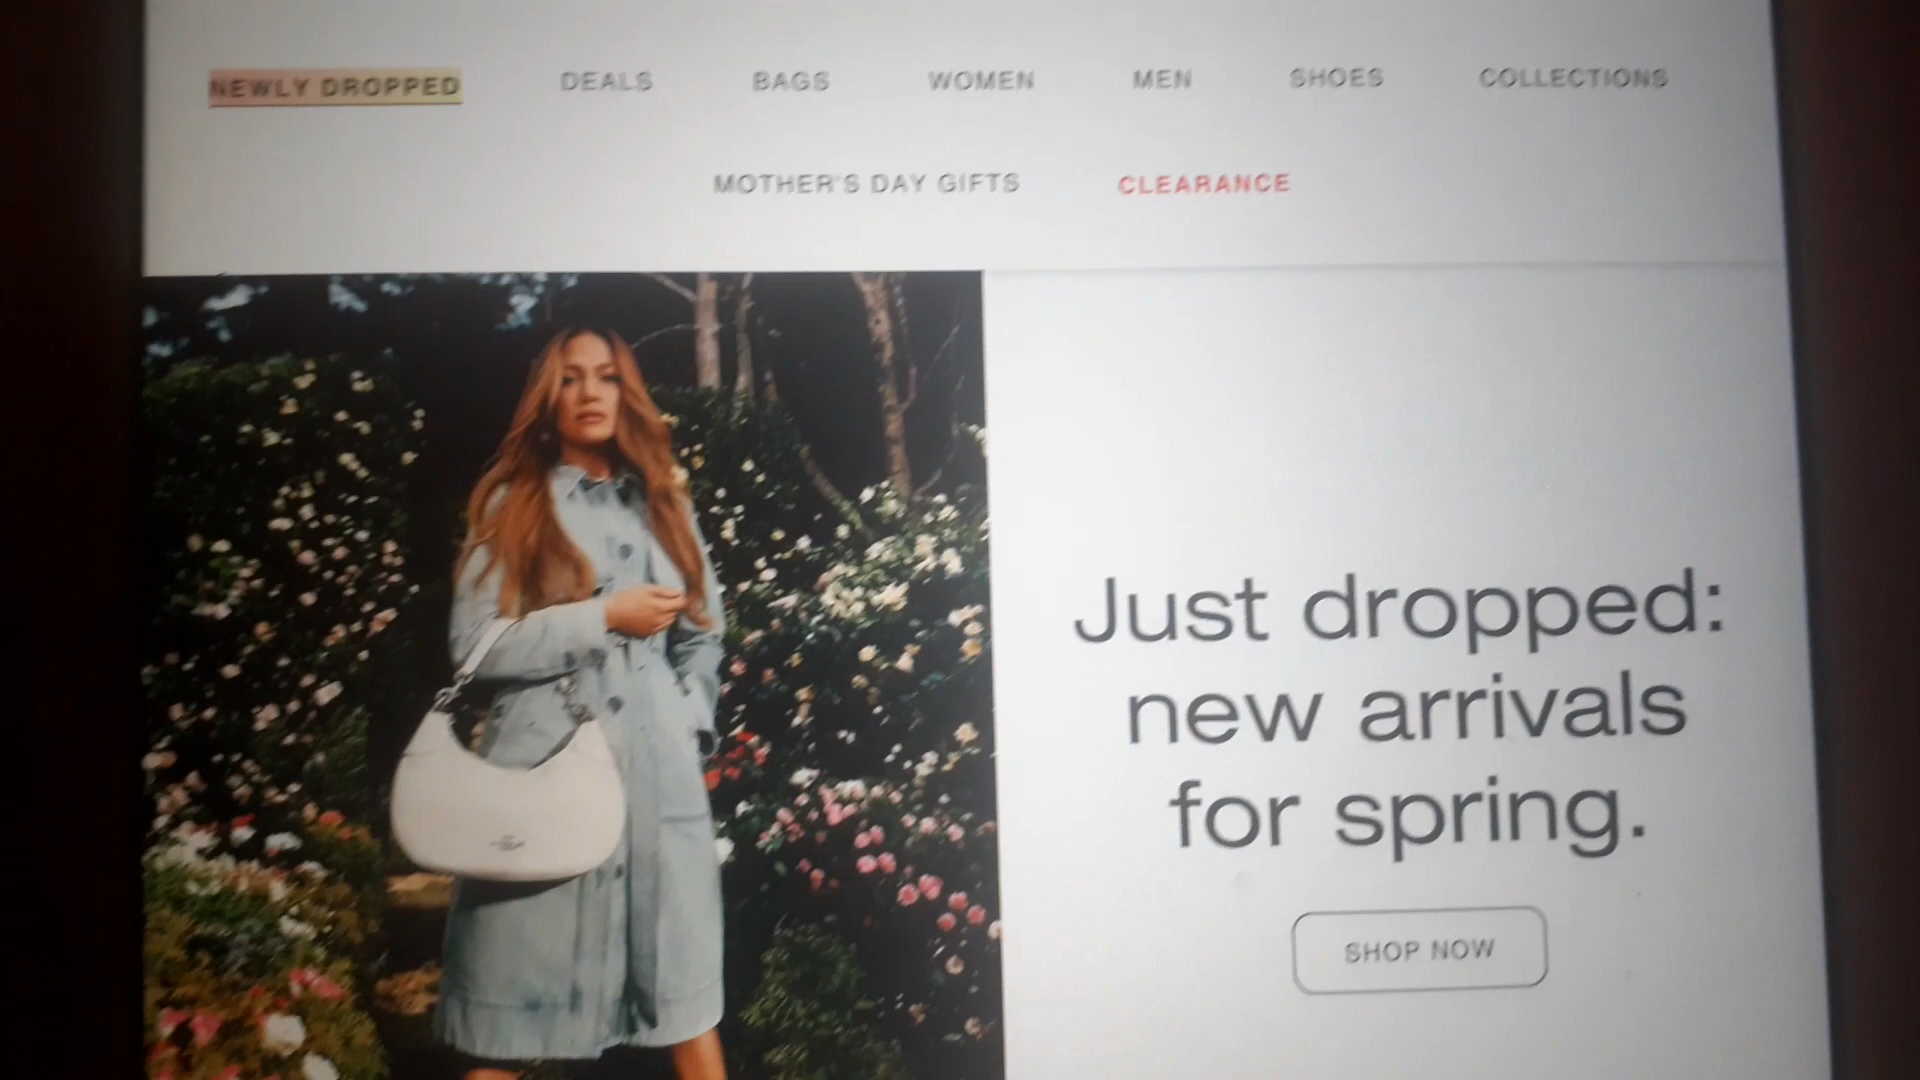 NEWLY DROPPED DEALS BAGS WOMEN MEN SHOES COLLECTIONS
MOTHER'S DAY GIFTS CLEARANCE
Just dropped:
new arrivals
for spring.
SHOP NOW